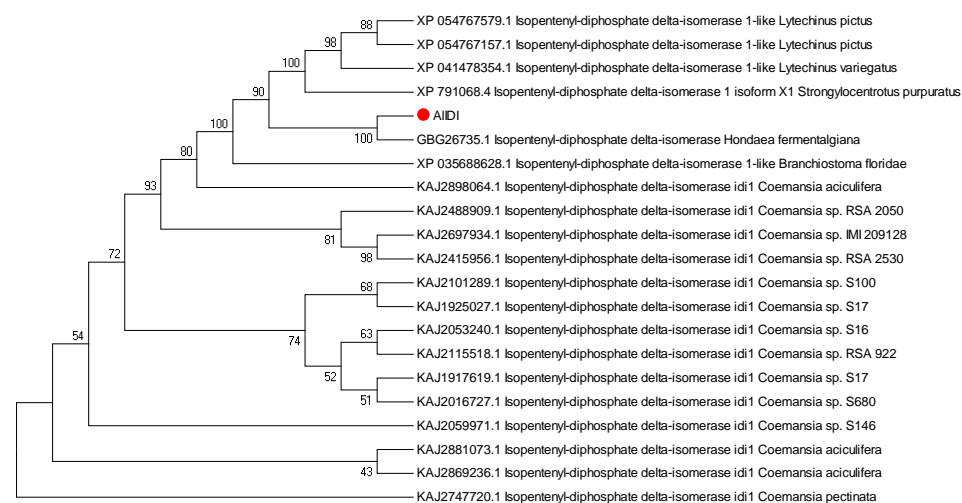 88
XP 054767579.1 Isopentenyl-diphosphate delta-isomerase 1-like Lytechinus pictus
98
XP 054767157.1 Isopentenyl-diphosphate delta-isomerase 1-like Lytechinus pictus
100
XP 041478354.1 Isopentenyl-diphosphate delta-isomerase 1-like Lytechinus variegatus
90
XP 791068.4 Isopentenyl-diphosphate delta-isomerase 1 isoform X1 Strongylocentrotus purpuratus
100
AlIDI
100
GBG26735.1 Isopentenyl-diphosphate delta-isomerase Hondaea fermentalgiana
80
XP 035688628.1 Isopentenyl-diphosphate delta-isomerase 1-like Branchiostoma floridae
93
KAJ2898064.1 Isopentenyl-diphosphate delta-isomerase idi1 Coemansia aciculifera
KAJ2488909.1 Isopentenyl-diphosphate delta-isomerase idi1 Coemansia sp. RSA 2050
81
KAJ2697934.1 Isopentenyl-diphosphate delta-isomerase idi1 Coemansia sp. IMI 209128
72
98
KAJ2415956.1 Isopentenyl-diphosphate delta-isomerase idi1 Coemansia sp. RSA 2530
68
KAJ2101289.1 Isopentenyl-diphosphate delta-isomerase idi1 Coemansia sp. S100
KAJ1925027.1 Isopentenyl-diphosphate delta-isomerase idi1 Coemansia sp. S17
54
74
63
KAJ2053240.1 Isopentenyl-diphosphate delta-isomerase idi1 Coemansia sp. S16
KAJ2115518.1 Isopentenyl-diphosphate delta-isomerase idi1 Coemansia sp. RSA 922
52
KAJ1917619.1 Isopentenyl-diphosphate delta-isomerase idi1 Coemansia sp. S17
51
KAJ2016727.1 Isopentenyl-diphosphate delta-isomerase idi1 Coemansia sp. S680
KAJ2059971.1 Isopentenyl-diphosphate delta-isomerase idi1 Coemansia sp. S146
KAJ2881073.1 Isopentenyl-diphosphate delta-isomerase idi1 Coemansia aciculifera
43
KAJ2869236.1 Isopentenyl-diphosphate delta-isomerase idi1 Coemansia aciculifera
KAJ2747720.1 Isopentenyl-diphosphate delta-isomerase idi1 Coemansia pectinata